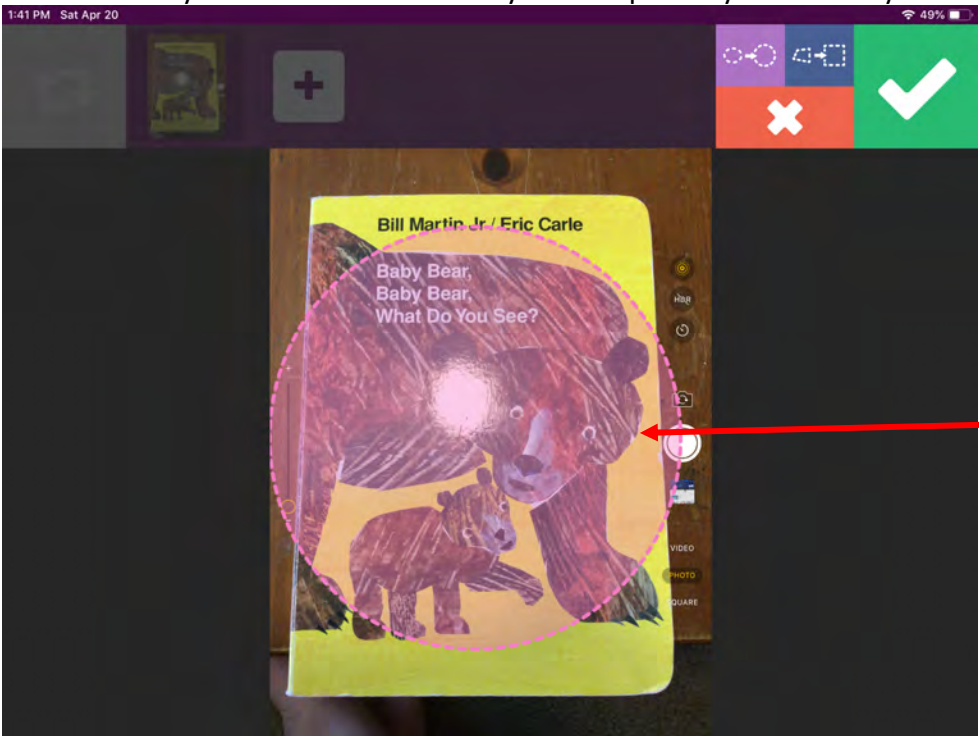 1:41 PM Sat Apr 20
49%
Bill Martin Jr / Eric Carle
Baby Bear,
Baby Bear,
What Do You See?
HDR
VIDEO
PHOTO
SQUARE